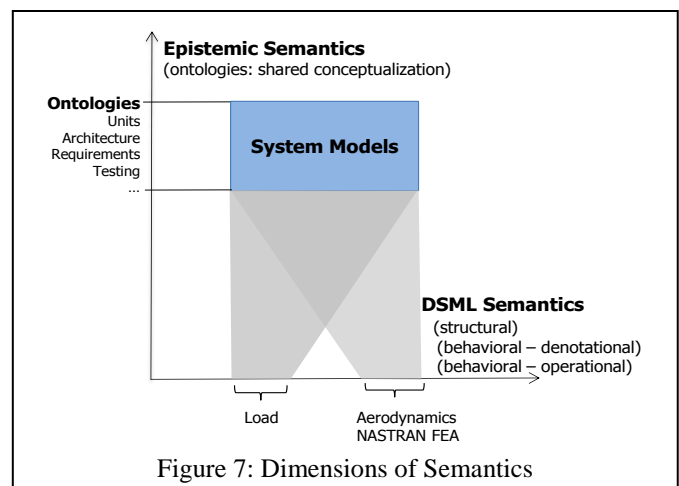 Epistemic Semantics
(ontologies: shared conceptualization)
Ontologies
Units
Architecture
Requirements
Testing
...
System Models
DSML Semantics
(structural)
(behavioral – denotational)
(behavioral – operational)
Load
Aerodynamics
NASTRAN FEA
Figure 7: Dimensions of Semantics